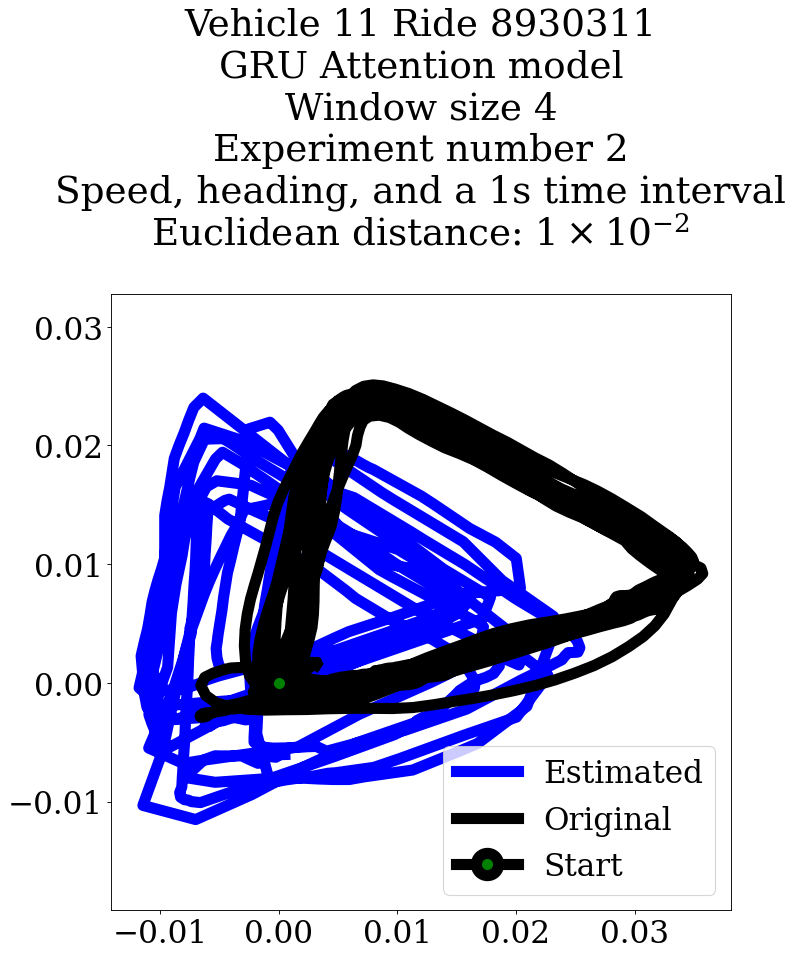 Vehicle 11 Ride 8930311
GRU Attention model
Window size 4
Experiment number 2
Speed, heading, and a 1s time interval
Euclidean distance: 1 × 10⁻²
0.03
0.02
0.01
0.00
−0.01
Estimated
Original
Start
−0.01 0.00 0.01 0.02 0.03